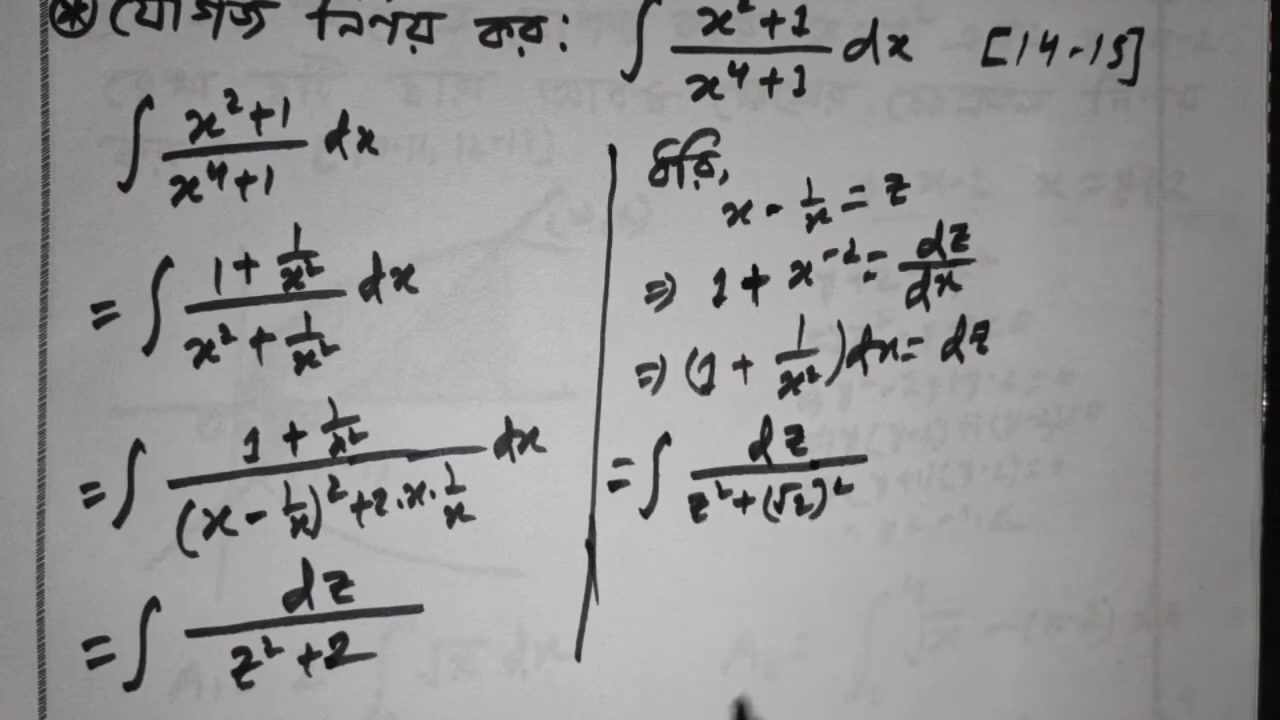 ⊛ যোগজ নির্ণয় কর: ∫ (x²+1)/(x⁴+1) dx [14-15]
∫ (x²+1)/(x⁴+1) dx
= ∫ (1 + 1/x²)/(x² + 1/x²) dx
= ∫ (1 + 1/x²)/((x - 1/x)² + 2.x.1/x) dx
= ∫ dz/(z² + 2)
ধরি,
x - 1/x = z
⇒ 1 + x⁻² = dz/dx
⇒ (1 + 1/x²) dx = dz
= ∫ dz/(z² + (√2)²)